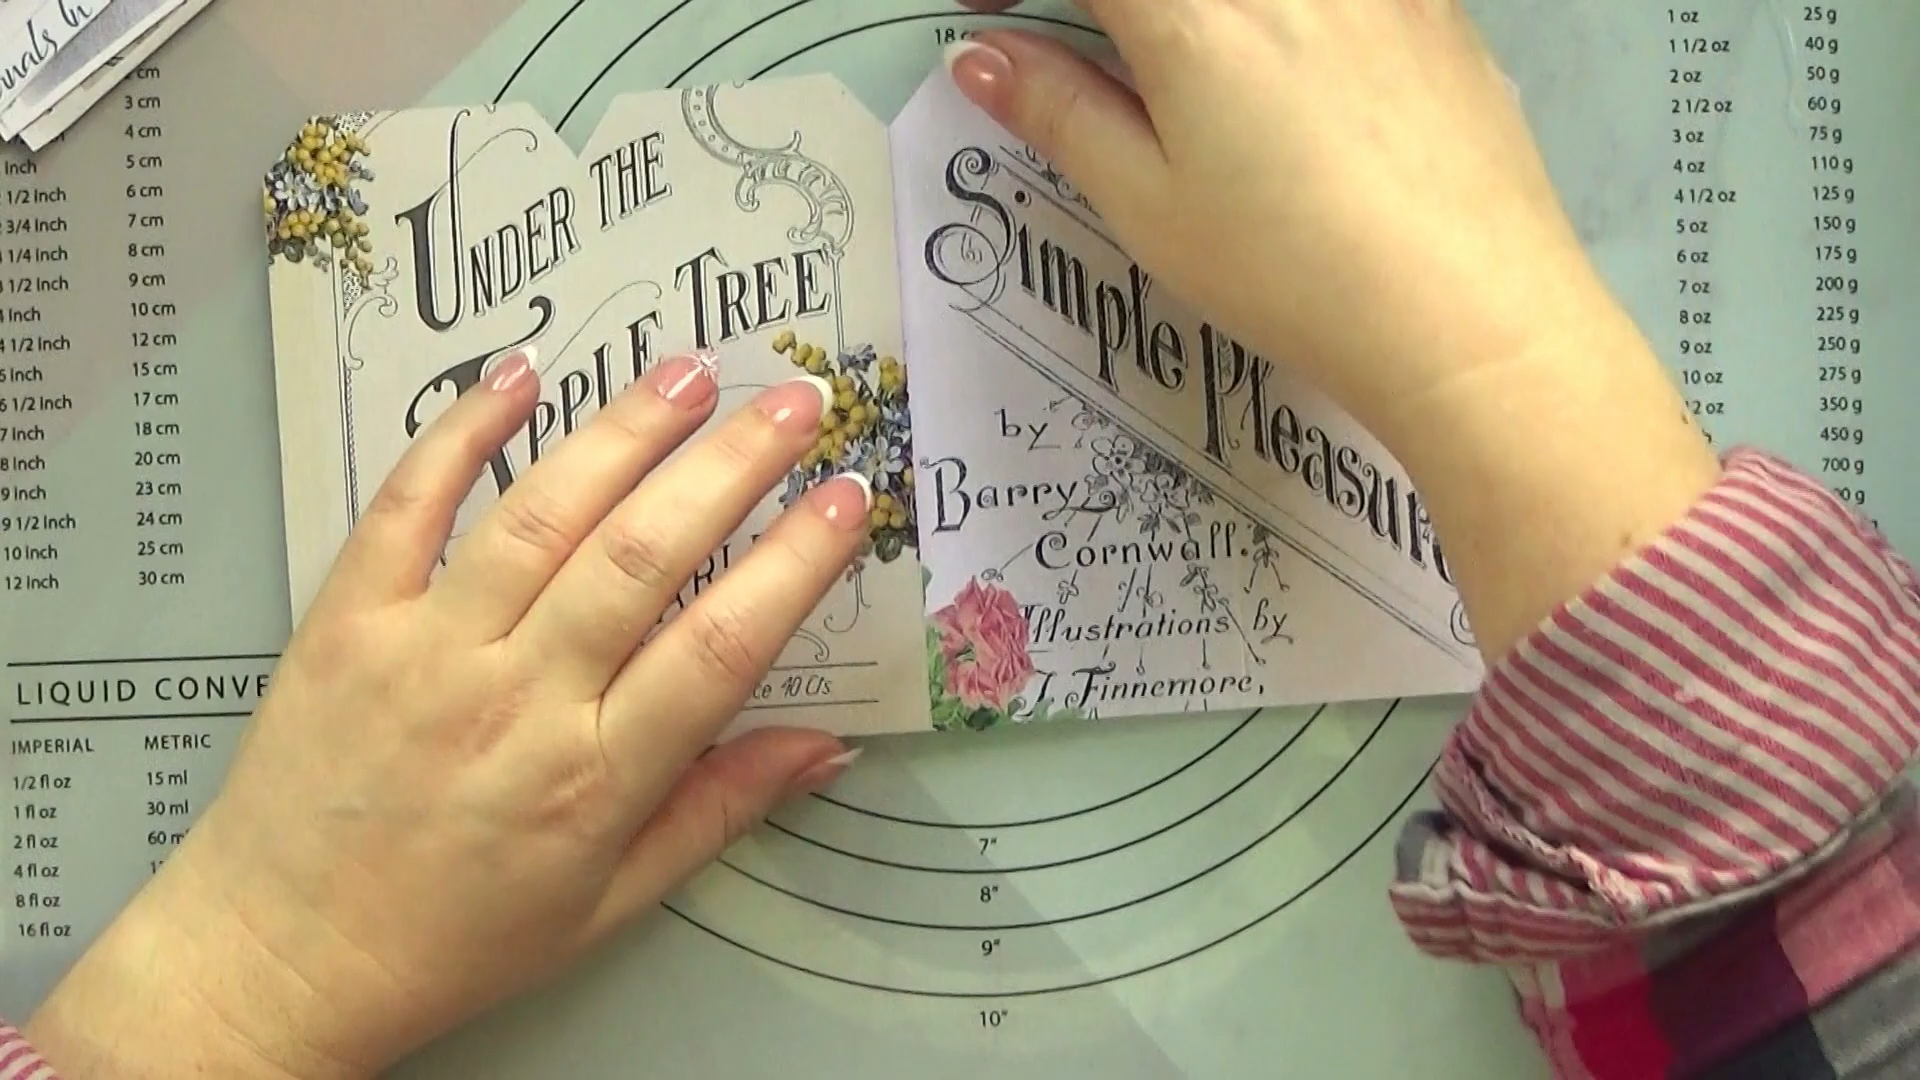 3 cm
4 cm
Inch 5 cm
1/2 Inch 6 cm
3/4 Inch 7 cm
1/4 Inch 8 cm
1/2 Inch 9 cm
Inch 10 cm
1/2 Inch 12 cm
Inch 15 cm
6 1/2 Inch 17 cm
7 Inch 18 cm
8 Inch 20 cm
9 Inch 23 cm
9 1/2 Inch 24 cm
10 Inch 25 cm
12 Inch 30 cm
LIQUID CONVE
IMPERIAL METRIC
1/2 fl oz 15 ml
1 fl oz 30 ml
2 fl oz 60 m
4 fl oz
8 fl oz
16 fl oz
UNDER THE
APPLE TREE
40 Cts
Simple Pleasur
by
Barry
Cornwall.
Illustrations by
J. Finnemore,
18
7"
8"
9"
10"
1 oz 25 g
1 1/2 oz 40 g
2 oz 50 g
2 1/2 oz 60 g
3 oz 75 g
4 oz 110 g
4 1/2 oz 125 g
5 oz 150 g
6 oz 175 g
7 oz 200 g
8 oz 225 g
9 oz 250 g
10 oz 275 g
2 oz 350 g
450 g
700 g